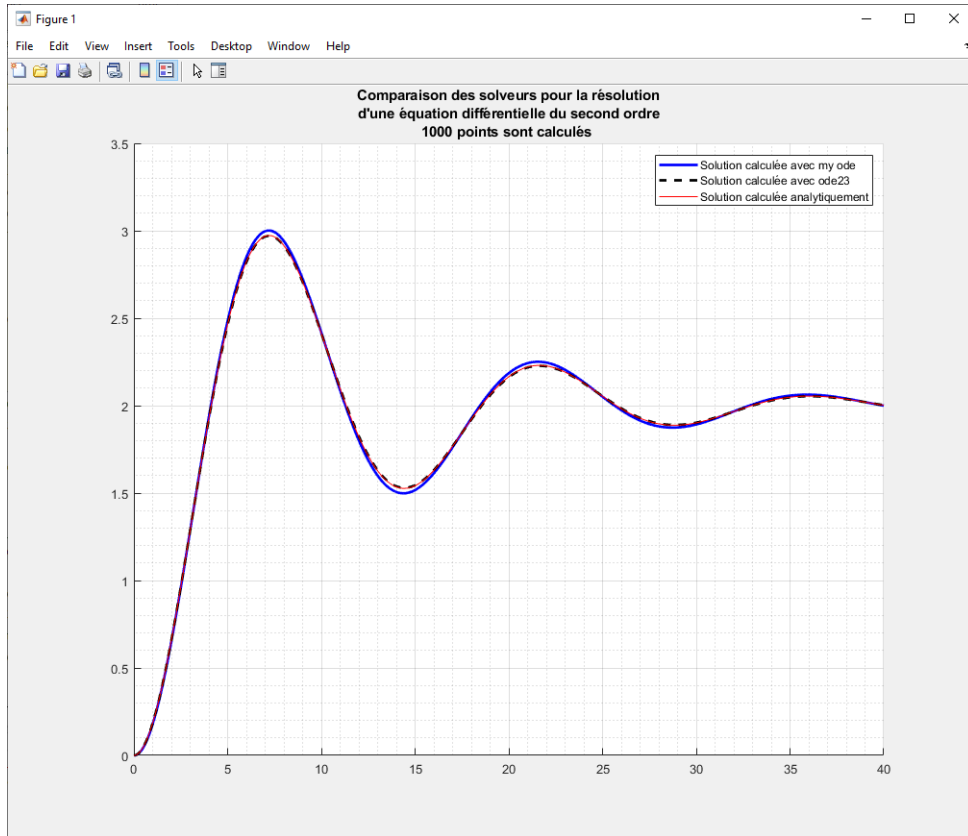 Figure 1
File Edit View Insert Tools Desktop Window Help
Comparaison des solveurs pour la résolution
d'une équation différentielle du second ordre
1000 points sont calculés
3.5
3
2.5
2
1.5
1
0.5
0
Solution calculée avec my ode
Solution calculée avec ode23
Solution calculée analytiquement
0 5 10 15 20 25 30 35 40